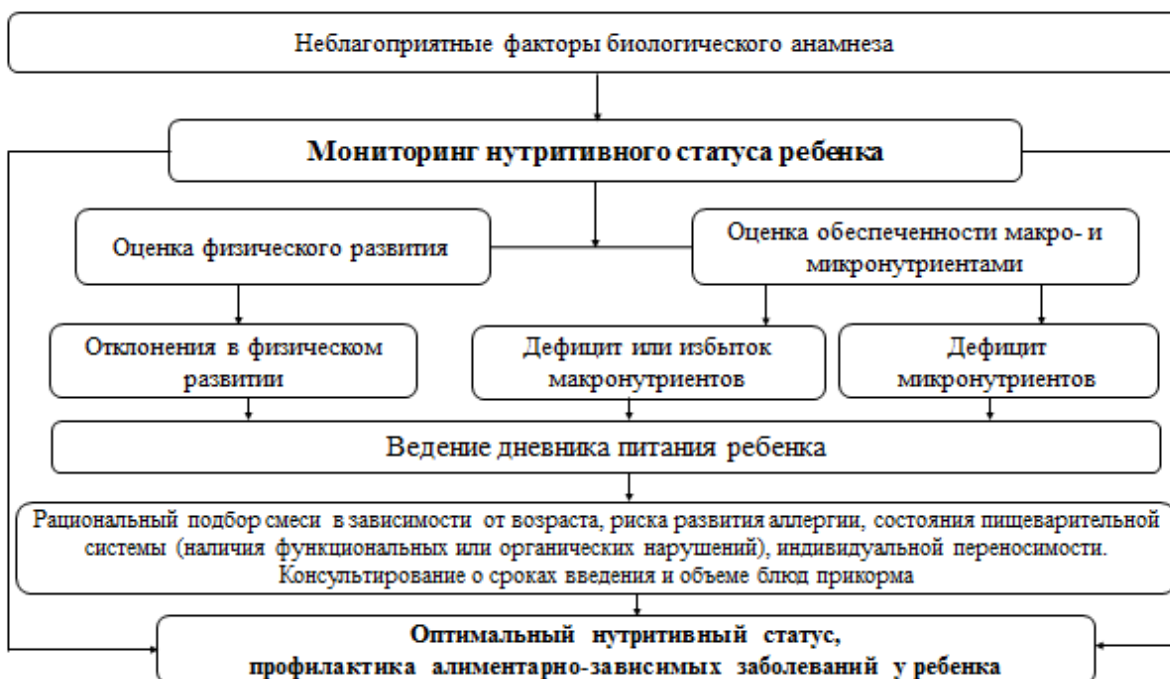 Неблагоприятные факторы биологического анамнеза
Мониторинг нутритивного статуса ребенка
Оценка физического развития
Оценка обеспеченности макро- и
микронутриентами
Отклонения в физическом
развитии
Дефицит или избыток
макронутриентов
Дефицит
микронутриентов
Ведение дневника питания ребенка
Рациональный подбор смеси в зависимости от возраста, риска развития аллергии, состояния пищеварительной
системы (наличия функциональных или органических нарушений), индивидуальной переносимости.
Консультирование о сроках введения и объеме блюд прикорма
Оптимальный нутритивный статус,
профилактика алиментарно-зависимых заболеваний у ребенка